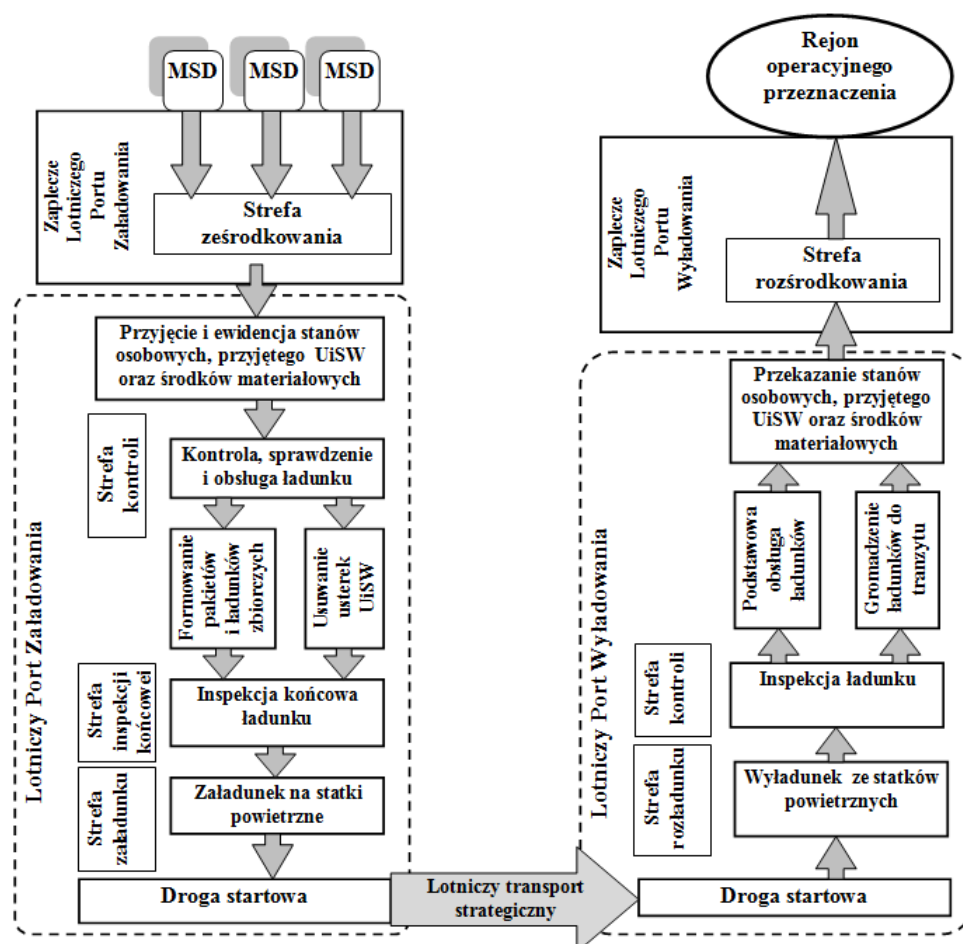 MSD
MSD
MSD
Zaplecze
Lotniczego
Portu
Załadowania
Strefa
ześrodkowania
Lotniczy Port Załadowania
Przyjęcie i ewidencja stanów
osobowych, przyjętego UiSW
oraz środków materiałowych
Strefa
kontroli
Kontrola, sprawdzenie
i obsługa ładunku
Formowanie
pakietów
i ładunków
zbiorczych
Usuwanie
usterek
UiSW
Strefa
inspekcji
końcowej
Inspekcja końcowa
ładunku
Strefa
załadunku
Załadunek na statki
powietrzne
Droga startowa
Lotniczy transport
strategiczny
Rejon
operacyjnego
przeznaczenia
Zaplecze
Lotniczego
Portu
Wyładowania
Strefa
rozśrodkowania
Lotniczy Port Wyładowania
Przekazanie stanów
osobowych, przyjętego
UiSW oraz środków
materiałowych
Podstawowa
obsługa
ładunków
Gromadzenie
ładunków do
tranzytu
Strefa
kontroli
Inspekcja ładunku
Strefa
rozładunku
Wyładunek ze statków
powietrznych
Droga startowa